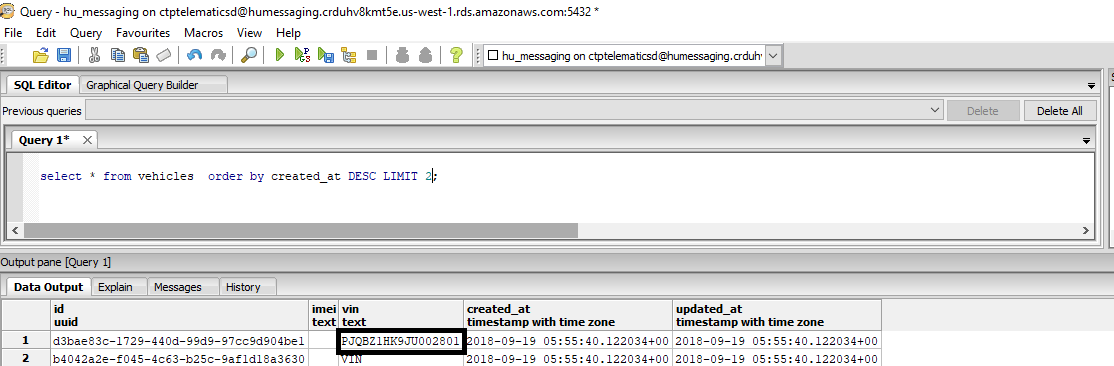 Query - hu_messaging on ctptelematicsd@humessaging.crduhv8kmt5e.us-west-1.rds.amazonaws.com:5432 *
File Edit Query Favourites Macros View Help
hu_messaging on ctptelematicsd@humessaging.crduhv
SQL Editor Graphical Query Builder
Previous queries Delete Delete All
Query 1*
select * from vehicles order by created_at DESC LIMIT 2;
Output pane [Query 1]
Data Output Explain Messages History
id imei vin created_at updated_at
uuid text text timestamp with time zone timestamp with time zone
1 d3bae83c-1729-440d-99d9-97cc9d904be1 PJQBZ1HK9JU002801 2018-09-19 05:55:40.122034+00 2018-09-19 05:55:40.122034+00
2 b4042a2e-f045-4c63-b25c-9af1d18a3630 VIN 2018-09-19 05:55:40.122034+00 2018-09-19 05:55:40.122034+00